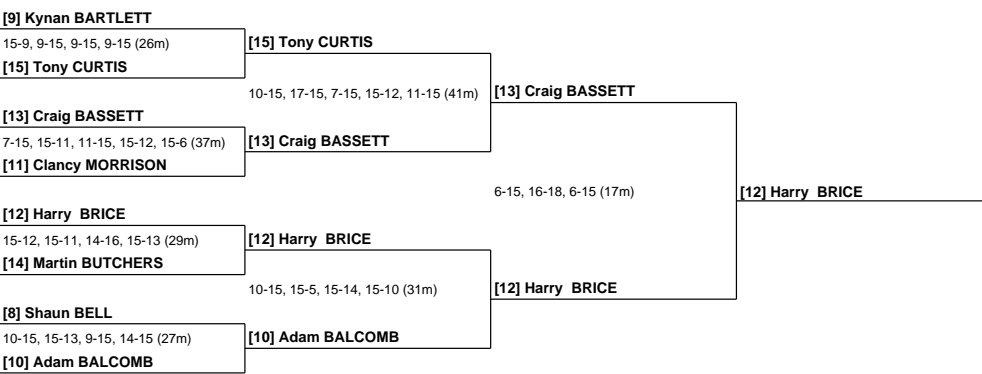 [9] Kynan BARTLETT
15-9, 9-15, 9-15, 9-15 (26m)
[15] Tony CURTIS
[15] Tony CURTIS
10-15, 17-15, 7-15, 15-12, 11-15 (41m)
[13] Craig BASSETT
[13] Craig BASSETT
7-15, 15-11, 11-15, 15-12, 15-6 (37m)
[13] Craig BASSETT
[11] Clancy MORRISON
6-15, 16-18, 6-15 (17m)
[12] Harry BRICE
[12] Harry BRICE
15-12, 15-11, 14-16, 15-13 (29m)
[12] Harry BRICE
[14] Martin BUTCHERS
10-15, 15-5, 15-14, 15-10 (31m)
[12] Harry BRICE
[8] Shaun BELL
10-15, 15-13, 9-15, 14-15 (27m)
[10] Adam BALCOMB
[10] Adam BALCOMB